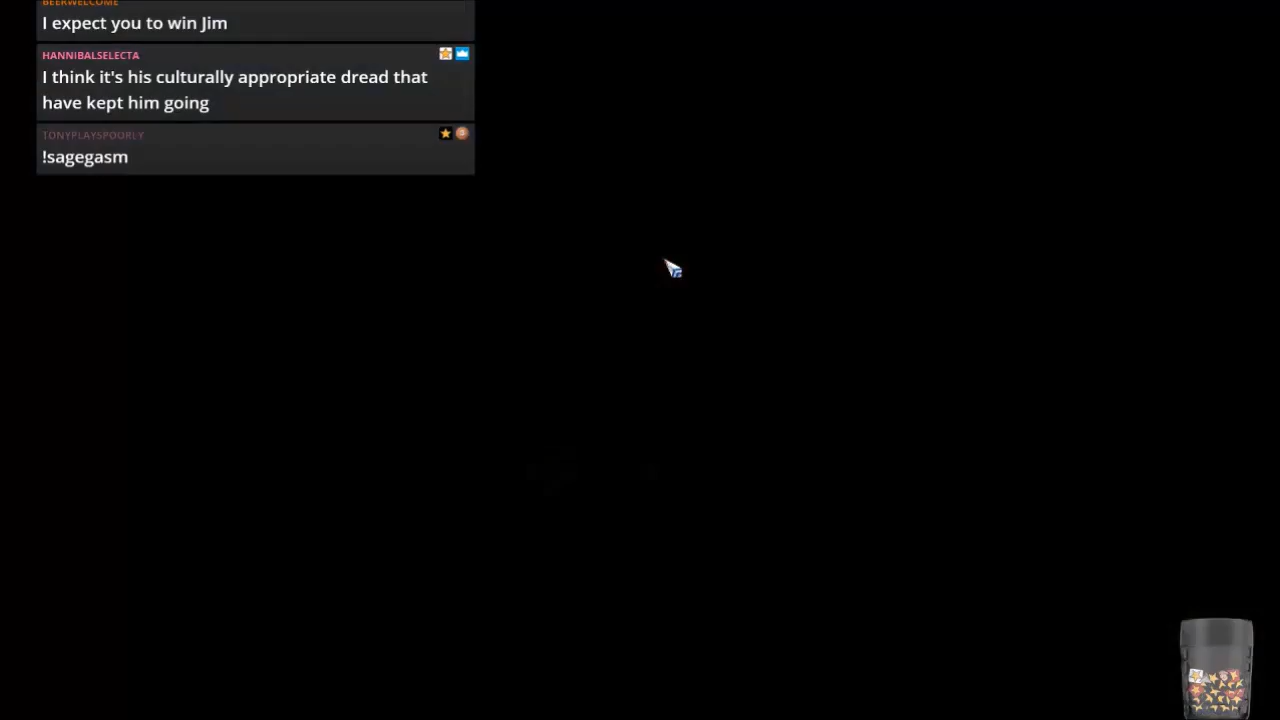 BEERWELCOME
I expect you to win Jim
HANNIBALSELECTA
I think it's his culturally appropriate dread that
have kept him going
TONYPLAYSPOORLY
!sagegasm